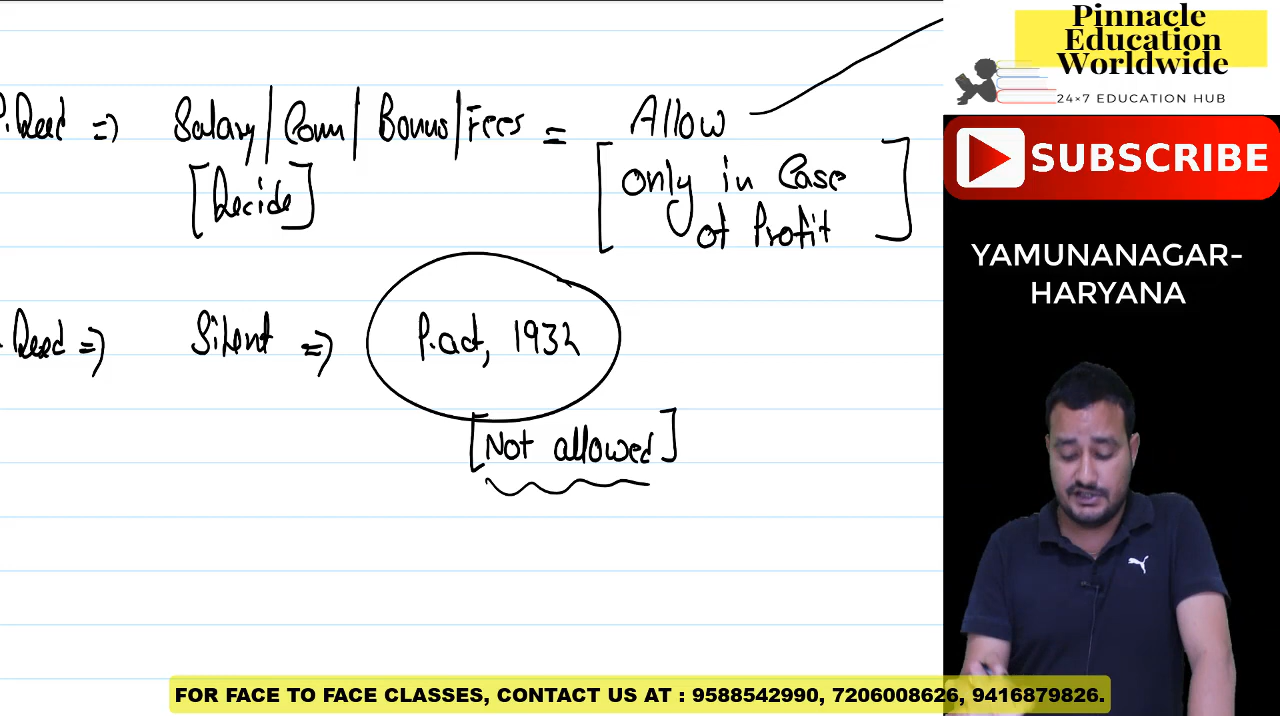 P.Deed => Salary/ Comm/ Bonus/ Fees = Allow
[Decide] [only in Case
of Profit]
Deed => Silent => P.act, 1932
[Not allowed]
Pinnacle
Education
Worldwide
24×7 EDUCATION HUB
SUBSCRIBE
YAMUNANAGAR-
HARYANA
FOR FACE TO FACE CLASSES, CONTACT US AT : 9588542990, 7206008626, 9416879826.